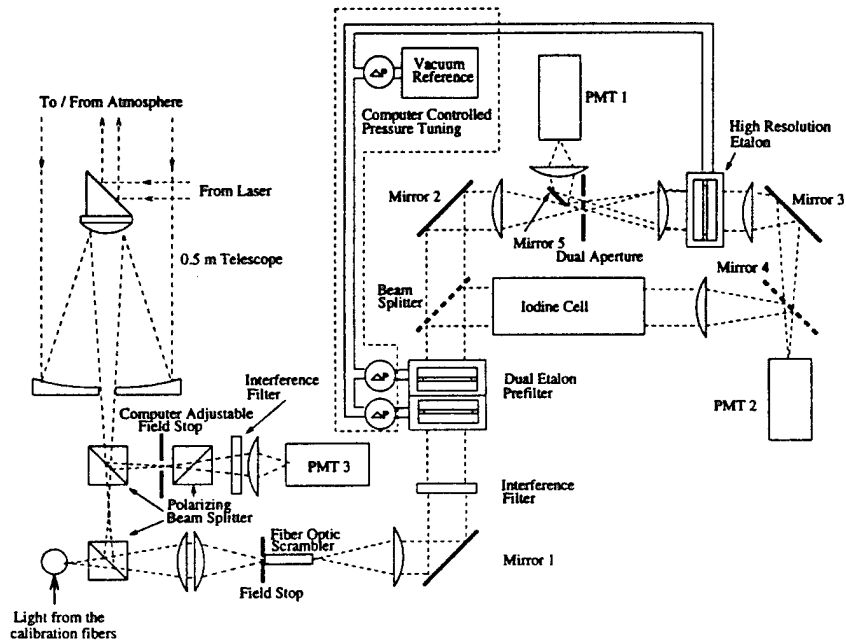 ΔP
Vacuum
Reference
PMT 1
To / From Atmosphere
Computer Controlled
Pressure Tuning
High Resolution
Etalon
From Laser
Mirror 2
Mirror 3
Mirror 5
Dual Aperture
0.5 m Telescope
Mirror 4
Beam
Splitter
Iodine Cell
Interference
Filter
ΔP
Dual Etalon
Prefilter
PMT 2
Computer Adjustable
Field Stop
ΔP
PMT 3
Interference
Filter
Polarizing
Beam Splitter
Fiber Optic
Scrambler
Mirror 1
Field Stop
Light from the
calibration fibers